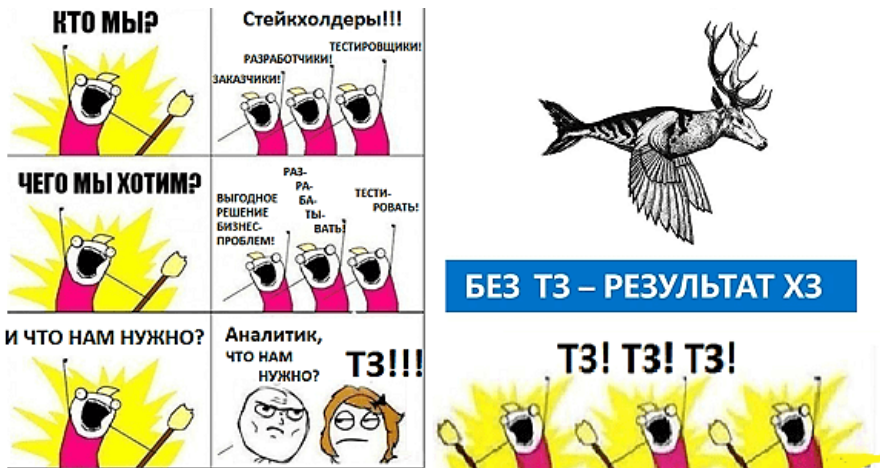 КТО МЫ?
Стейкхолдеры!!!
ТЕСТИРОВЩИКИ!
РАЗРАБОТЧИКИ!
ЗАКАЗЧИКИ!
ЧЕГО МЫ ХОТИМ?
ВЫГОДНОЕ
РЕШЕНИЕ
БИЗНЕС-
ПРОБЛЕМ!
РАЗ-
РА-
БА-
ТЫ-
ВАТЬ!
ТЕСТИ-
РОВАТЬ!
И ЧТО НАМ НУЖНО?
Аналитик,
ЧТО НАМ
НУЖНО?
ТЗ!!!
БЕЗ ТЗ – РЕЗУЛЬТАТ ХЗ
ТЗ! ТЗ! ТЗ!